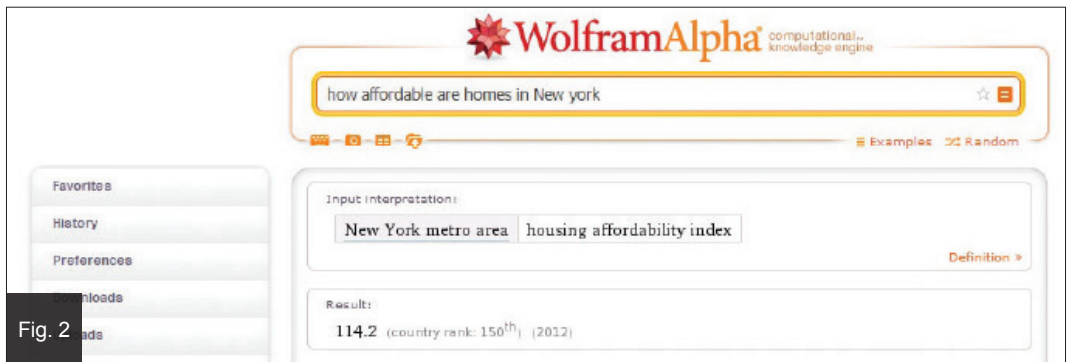 WolframAlpha computational..
knowledge engine
how affordable are homes in New york
Examples Random
Favorites
History
Preferences
Downloads
Fig. 2
Input interpretation:
New York metro area housing affordability index
Definition »
Result:
114.2 (country rank: 150th) (2012)